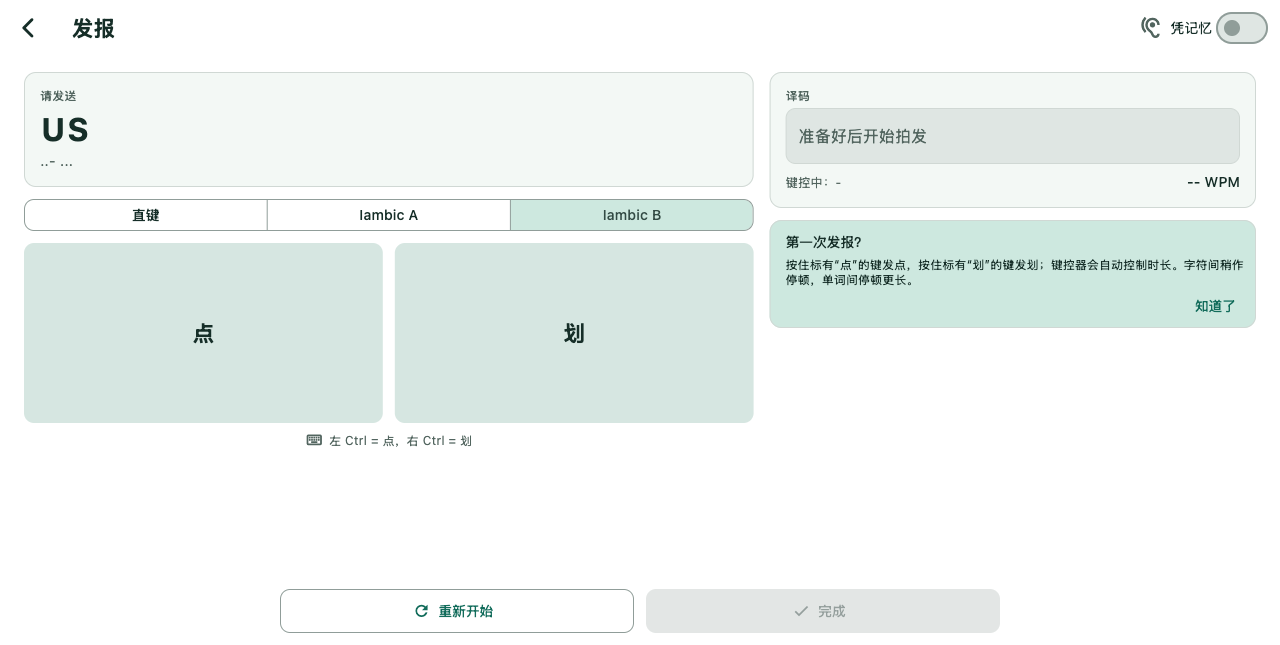 发报
凭记忆
请发送
US
..- ...
直键
Iambic A
Iambic B
点
划
左 Ctrl = 点，右 Ctrl = 划
译码
准备好后开始拍发
键控中： -
-- WPM
第一次发报？
按住标有“点”的键发点，按住标有“划”的键发划；键控器会自动控制时长。字符间稍作
停顿，单词间停顿更长。
知道了
重新开始
完成